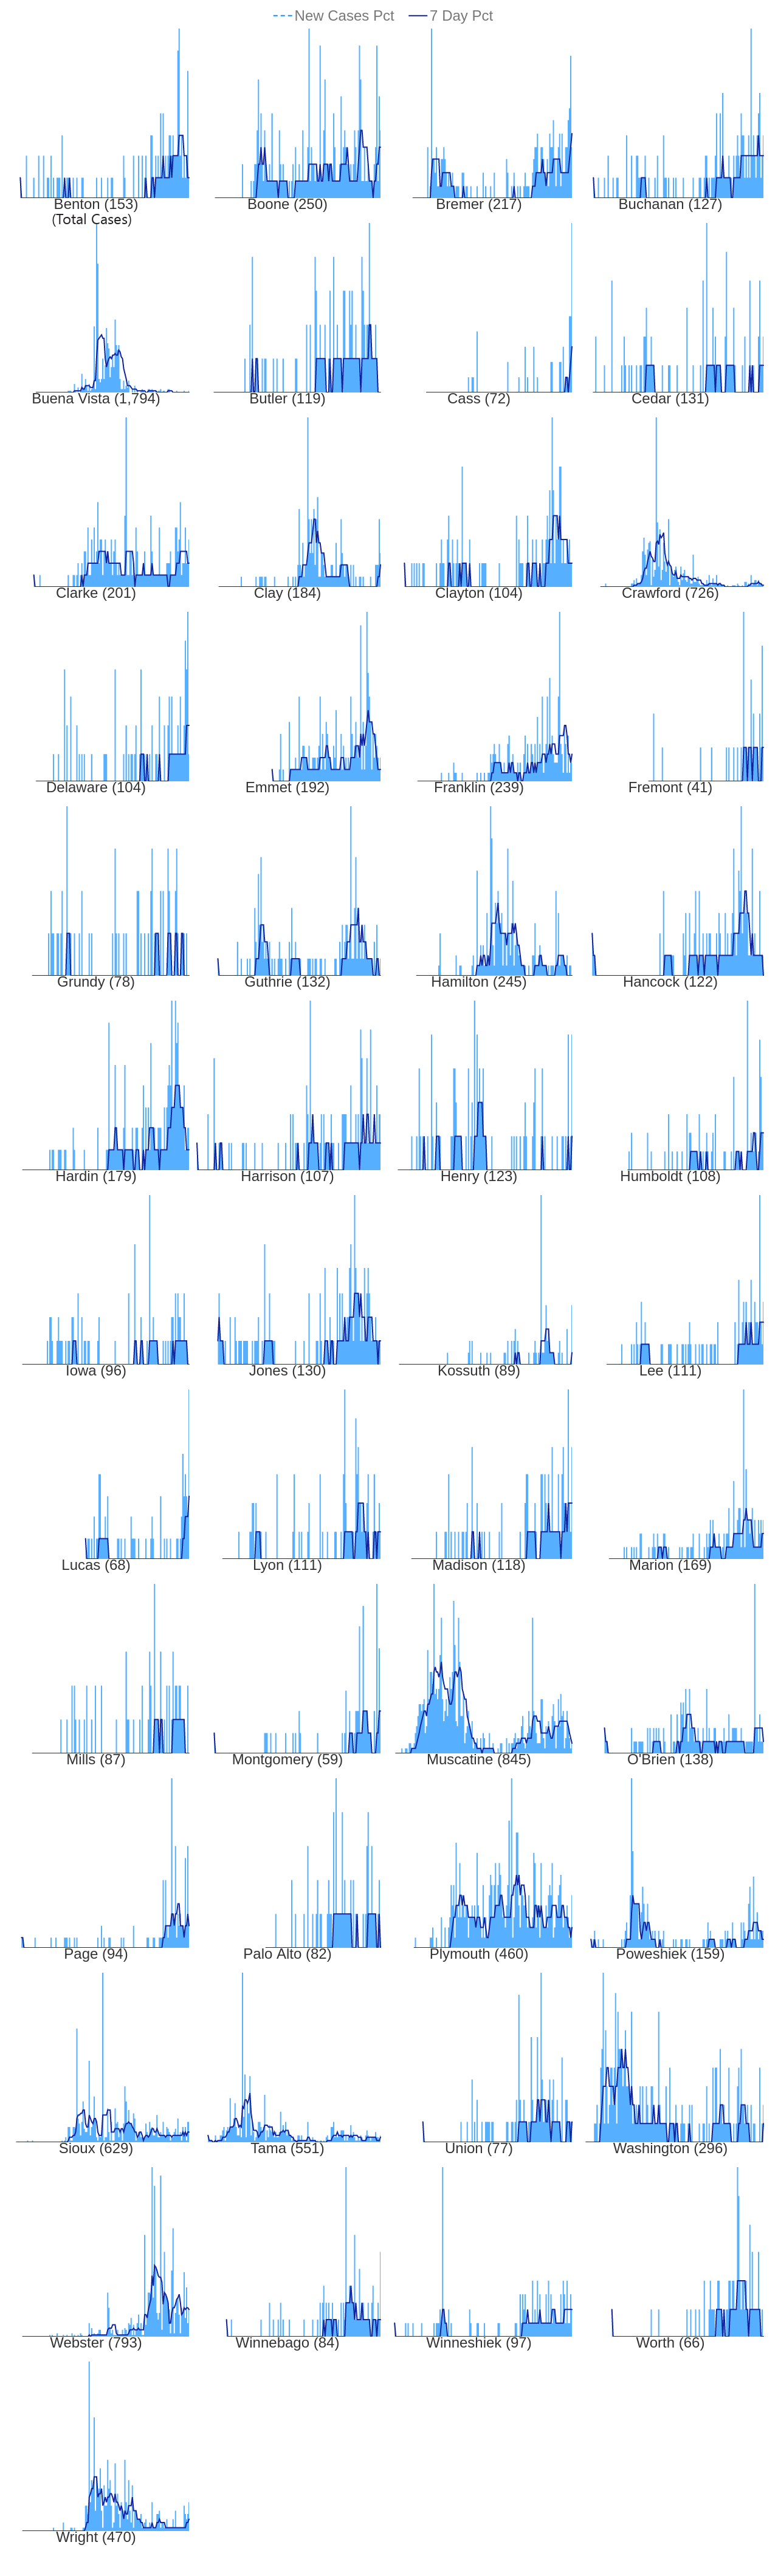 New Cases Pct 7 Day Pct
Benton (153) Boone (250) Bremer (217) Buchanan (127)
(Total Cases)
Buena Vista (1,794) Butler (119) Cass (72) Cedar (131)
Clarke (201) Clay (184) Clayton (104) Crawford (726)
Delaware (104) Emmet (192) Franklin (239) Fremont (41)
Grundy (78) Guthrie (132) Hamilton (245) Hancock (122)
Hardin (179) Harrison (107) Henry (123) Humboldt (108)
Iowa (96) Jones (130) Kossuth (89) Lee (111)
Lucas (68) Lyon (111) Madison (118) Marion (169)
Mills (87) Montgomery (59) Muscatine (845) O'Brien (138)
Page (94) Palo Alto (82) Plymouth (460) Poweshiek (159)
Sioux (629) Tama (551) Union (77) Washington (296)
Webster (793) Winnebago (84) Winneshiek (97) Worth (66)
Wright (470)